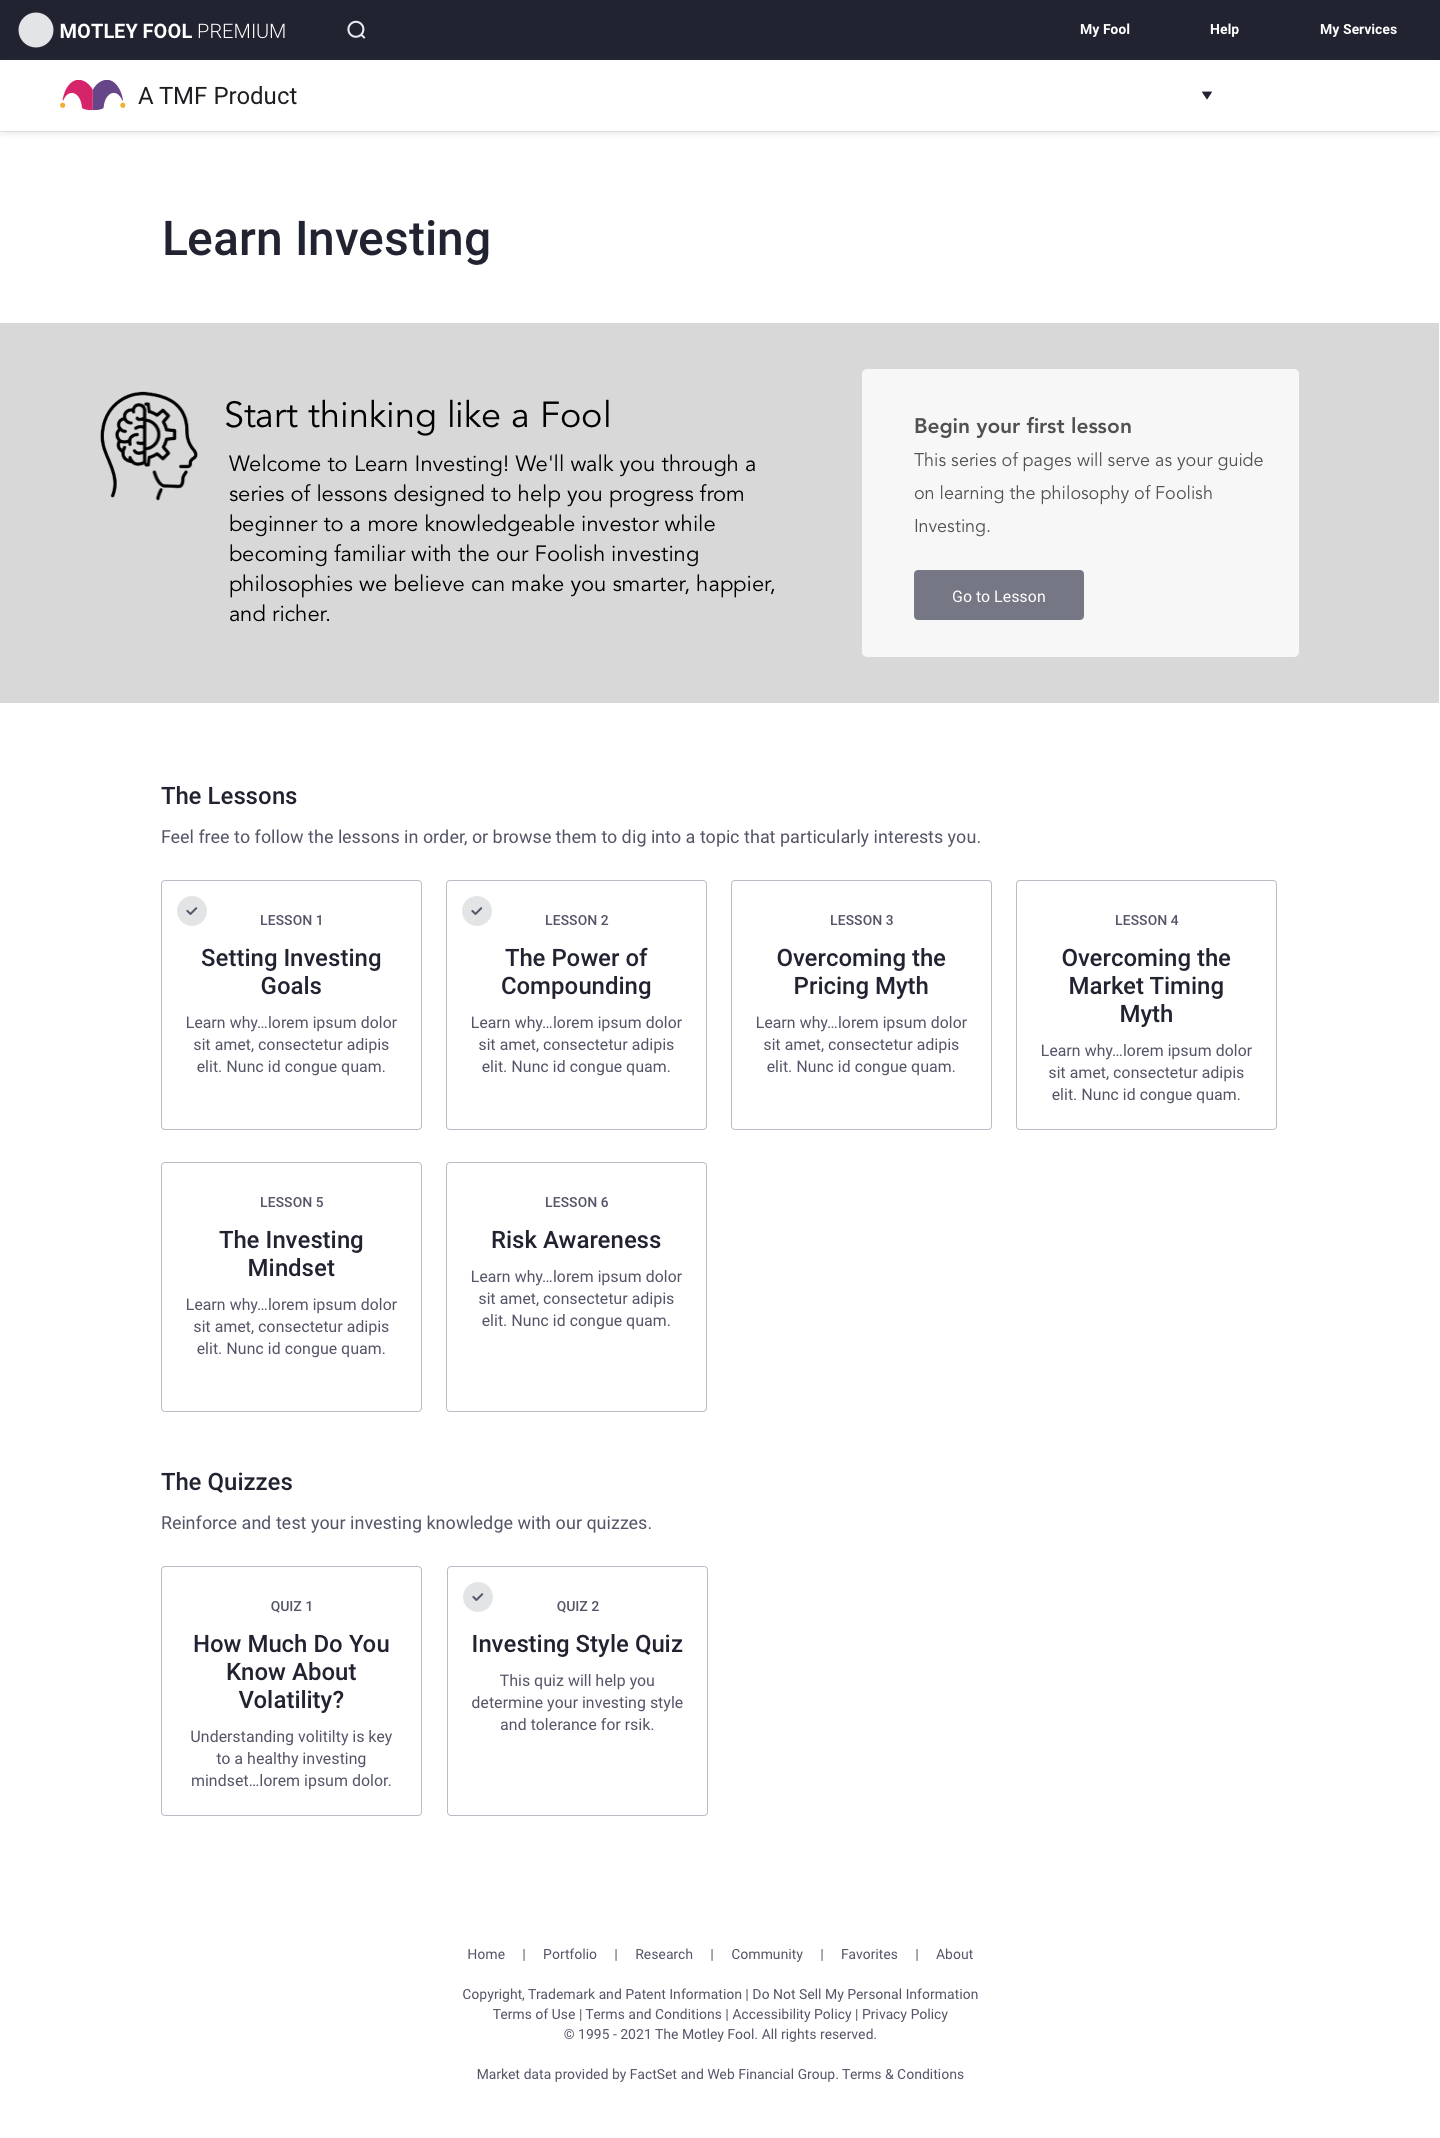 MOTLEY FOOL PREMIUM
My Fool
Help
My Services
A TMF Product
Learn Investing
Start thinking like a Fool
Welcome to Learn Investing! We'll walk you through a
series of lessons designed to help you progress from
beginner to a more knowledgeable investor while
becoming familiar with the our Foolish investing
philosophies we believe can make you smarter, happier,
and richer.
Begin your first lesson
This series of pages will serve as your guide
on learning the philosophy of Foolish
Investing.
Go to Lesson
The Lessons
Feel free to follow the lessons in order, or browse them to dig into a topic that particularly interests you.
LESSON 1
Setting Investing
Goals
Learn why...lorem ipsum dolor
sit amet, consectetur adipis
elit. Nunc id congue quam.
LESSON 2
The Power of
Compounding
Learn why...lorem ipsum dolor
sit amet, consectetur adipis
elit. Nunc id congue quam.
LESSON 3
Overcoming the
Pricing Myth
Learn why...lorem ipsum dolor
sit amet, consectetur adipis
elit. Nunc id congue quam.
LESSON 4
Overcoming the
Market Timing
Myth
Learn why...lorem ipsum dolor
sit amet, consectetur adipis
elit. Nunc id congue quam.
LESSON 5
The Investing
Mindset
Learn why...lorem ipsum dolor
sit amet, consectetur adipis
elit. Nunc id congue quam.
LESSON 6
Risk Awareness
Learn why...lorem ipsum dolor
sit amet, consectetur adipis
elit. Nunc id congue quam.
The Quizzes
Reinforce and test your investing knowledge with our quizzes.
QUIZ 1
How Much Do You
Know About
Volatility?
Understanding volitilty is key
to a healthy investing
mindset...lorem ipsum dolor.
QUIZ 2
Investing Style Quiz
This quiz will help you
determine your investing style
and tolerance for rsik.
Home | Portfolio | Research | Community | Favorites | About
Copyright, Trademark and Patent Information | Do Not Sell My Personal Information
Terms of Use | Terms and Conditions | Accessibility Policy | Privacy Policy
© 1995 - 2021 The Motley Fool. All rights reserved.
Market data provided by FactSet and Web Financial Group. Terms & Conditions